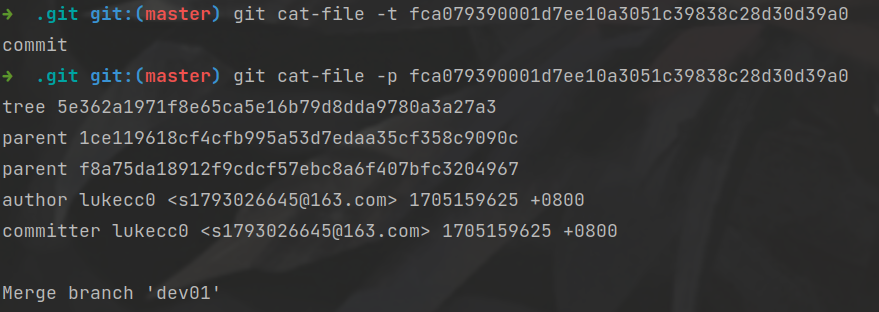 → .git git:(master) git cat-file -t fca079390001d7ee10a3051c39838c28d30d39a0
commit
→ .git git:(master) git cat-file -p fca079390001d7ee10a3051c39838c28d30d39a0
tree 5e362a1971f8e65ca5e16b79d8dda9780a3a27a3
parent 1ce119618cf4cfb995a53d7edaa35cf358c9090c
parent f8a75da18912f9cdcf57ebc8a6f407bfc3204967
author lukecc0 <s1793026645@163.com> 1705159625 +0800
committer lukecc0 <s1793026645@163.com> 1705159625 +0800
Merge branch 'dev01'